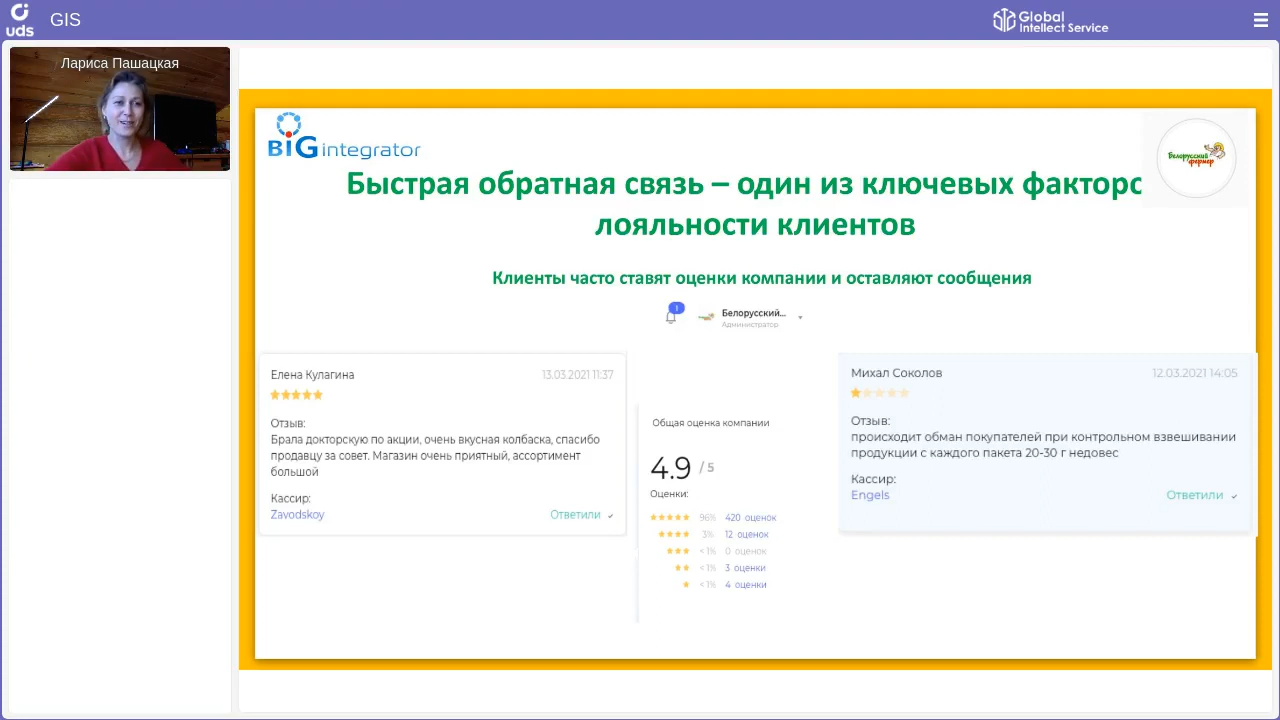 uds
GIS
Global
Intellect Service
Лариса Пашацкая
BIG integrator
Белорусский
фермер
Быстрая обратная связь – один из ключевых факторс
лояльности клиентов
Клиенты часто ставят оценки компании и оставляют сообщения
1
Белорусский...
Администратор
Елена Кулагина 13.03.2021 11:37
Отзыв:
Брала докторскую по акции, очень вкусная колбаска, спасибо
продавцу за совет. Магазин очень приятный, ассортимент
большой
Кассир:
Zavodskoy Ответили
Общая оценка компании
4.9 / 5
Оценки:
96% 420 оценок
3% 12 оценок
< 1% 0 оценок
< 1% 3 оценки
< 1% 4 оценки
Михал Соколов 12.03.2021 14:05
Отзыв:
происходит обман покупателей при контрольном взвешивании
продукции с каждого пакета 20-30 г недовес
Кассир:
Engels Ответили